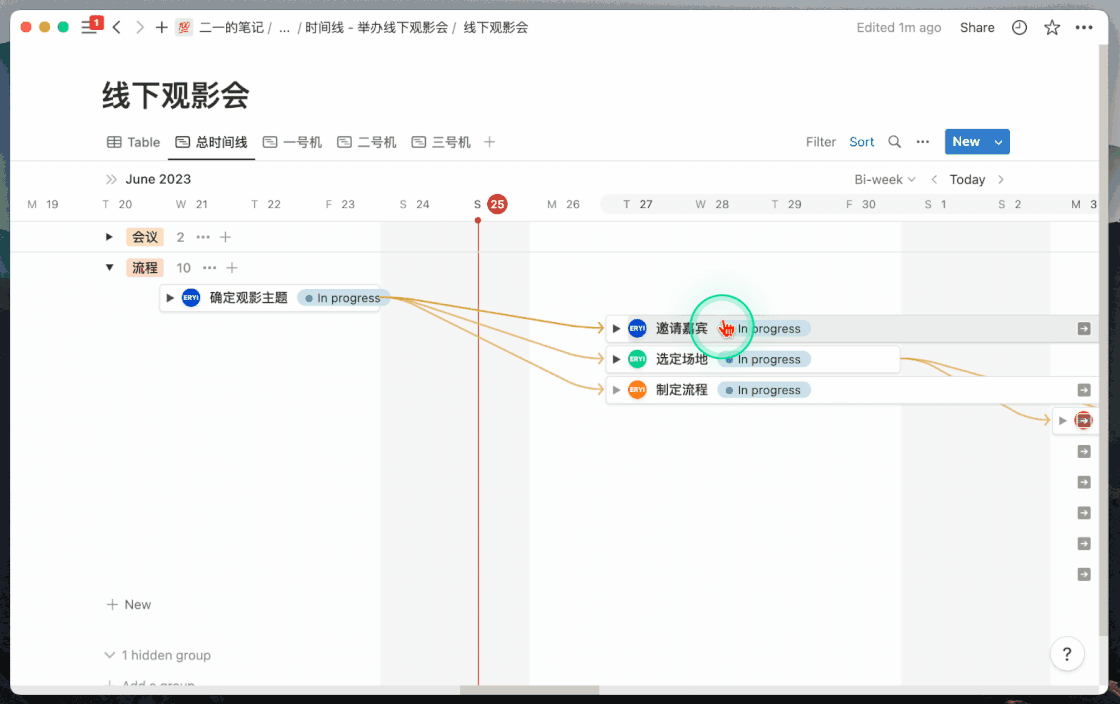 1
二一的笔记 / ... / 时间线 - 举办线下观影会 / 线下观影会
Edited 1m ago
Share
线下观影会
Table 总时间线 一号机 二号机 三号机
Filter Sort New
June 2023
Bi-week Today
M 19 T 20 W 21 T 22 F 23 S 24 S 25 M 26 T 27 W 28 T 29 F 30 S 1 S 2 M 3
会议 2
流程 10
ERYI 确定观影主题 In progress
ERYI 邀请嘉宾 In progress
ERYI 选定场地 In progress
ERYI 制定流程 In progress
New
1 hidden group
Add a group
?